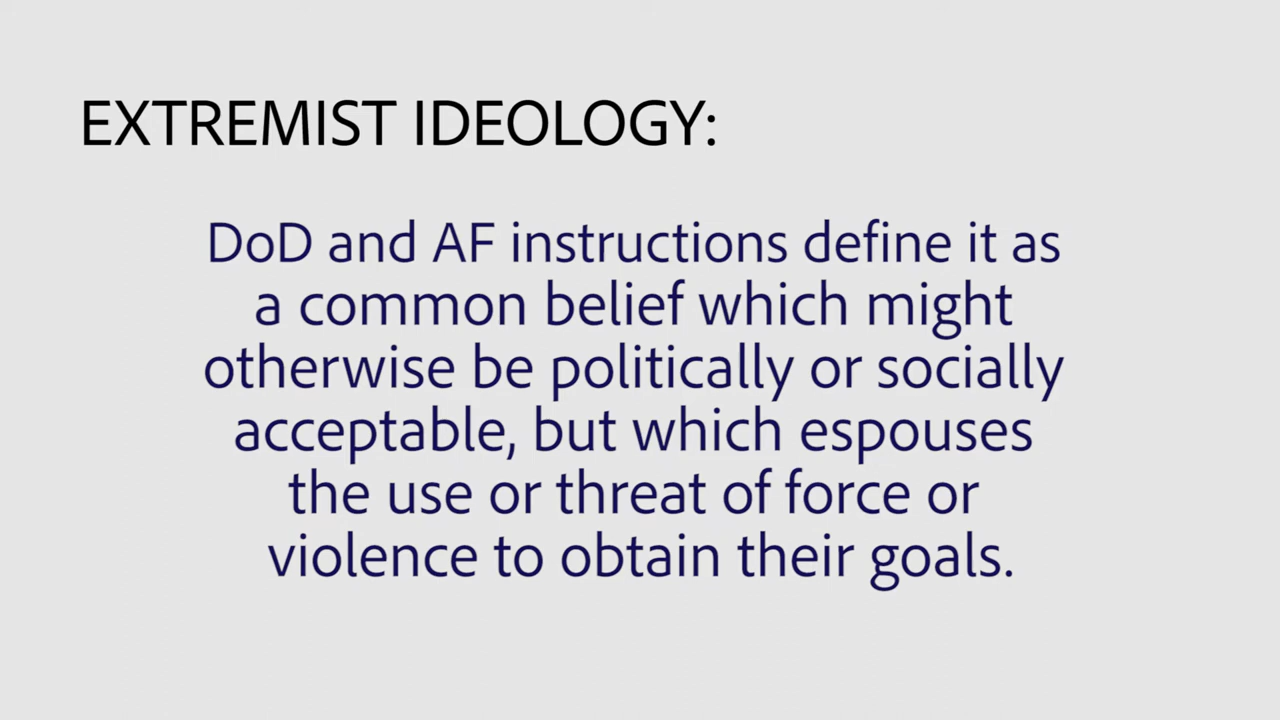 EXTREMIST IDEOLOGY:
DoD and AF instructions define it as
a common belief which might
otherwise be politically or socially
acceptable, but which espouses
the use or threat of force or
violence to obtain their goals.